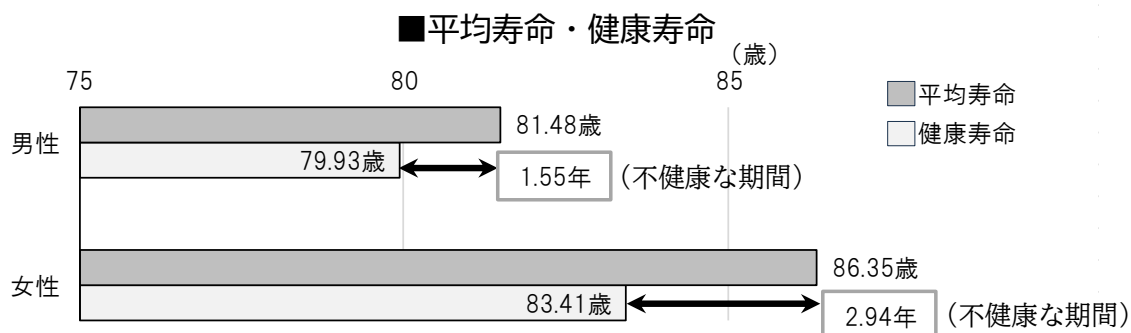 ■平均寿命・健康寿命
（歳）
75 80 85
平均寿命
健康寿命
男性
81.48歳
79.93歳
1.55年 （不健康な期間）
女性
86.35歳
83.41歳
2.94年 （不健康な期間）